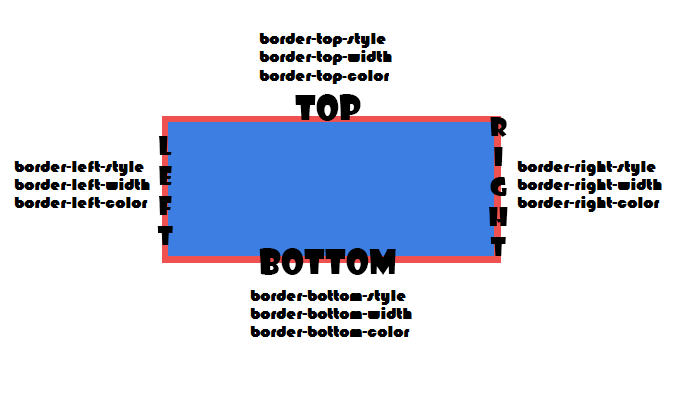 border-top-style
border-top-width
border-top-color
TOP
LEFT
border-left-style
border-left-width
border-left-color
RIGHT
border-right-style
border-right-width
border-right-color
BOTTOM
border-bottom-style
border-bottom-width
border-bottom-color